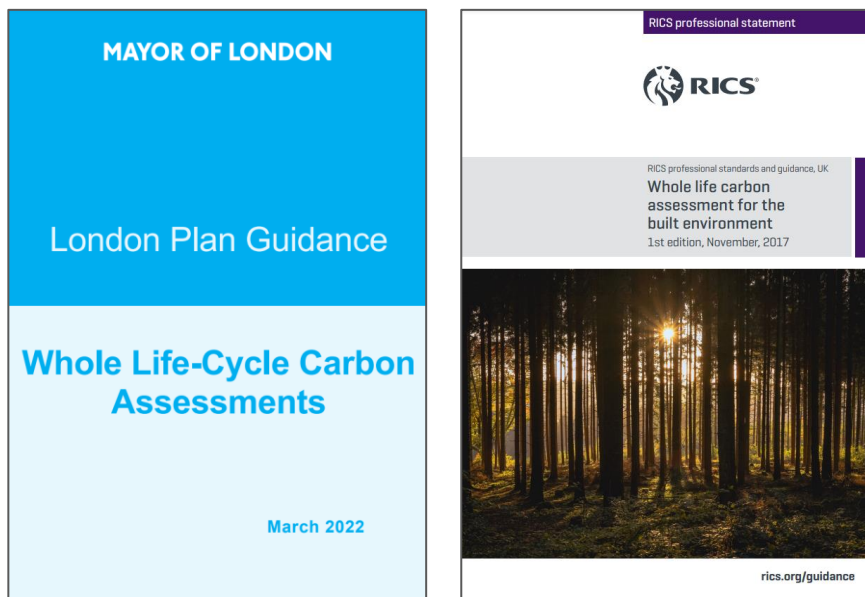 MAYOR OF LONDON
London Plan Guidance
Whole Life-Cycle Carbon
Assessments
March 2022
RICS professional statement
RICS®
RICS professional standards and guidance, UK
Whole life carbon
assessment for the
built environment
1st edition, November, 2017
rics.org/guidance